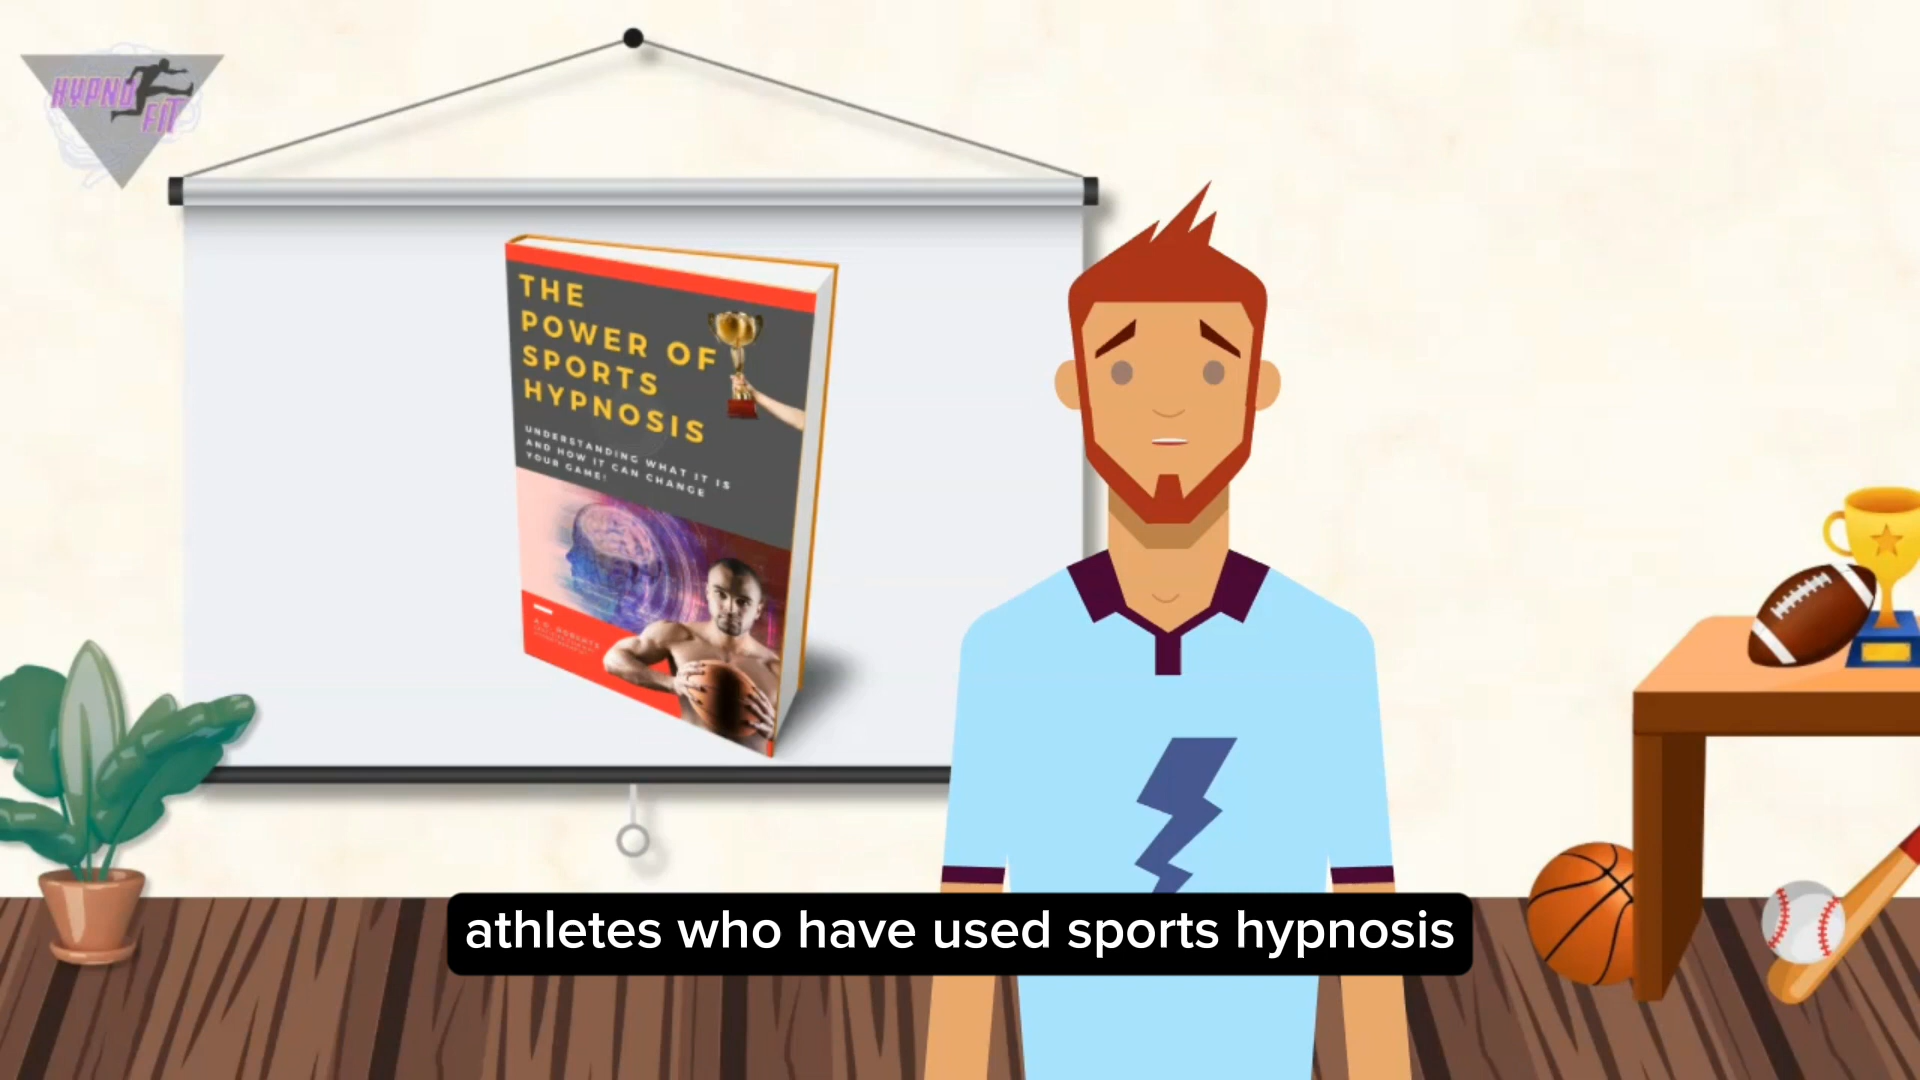 HYPNO
FIT
THE
POWER OF
SPORTS
HYPNOSIS
UNDERSTANDING WHAT IT IS
AND HOW IT CAN CHANGE
YOUR GAME!
athletes who have used sports hypnosis